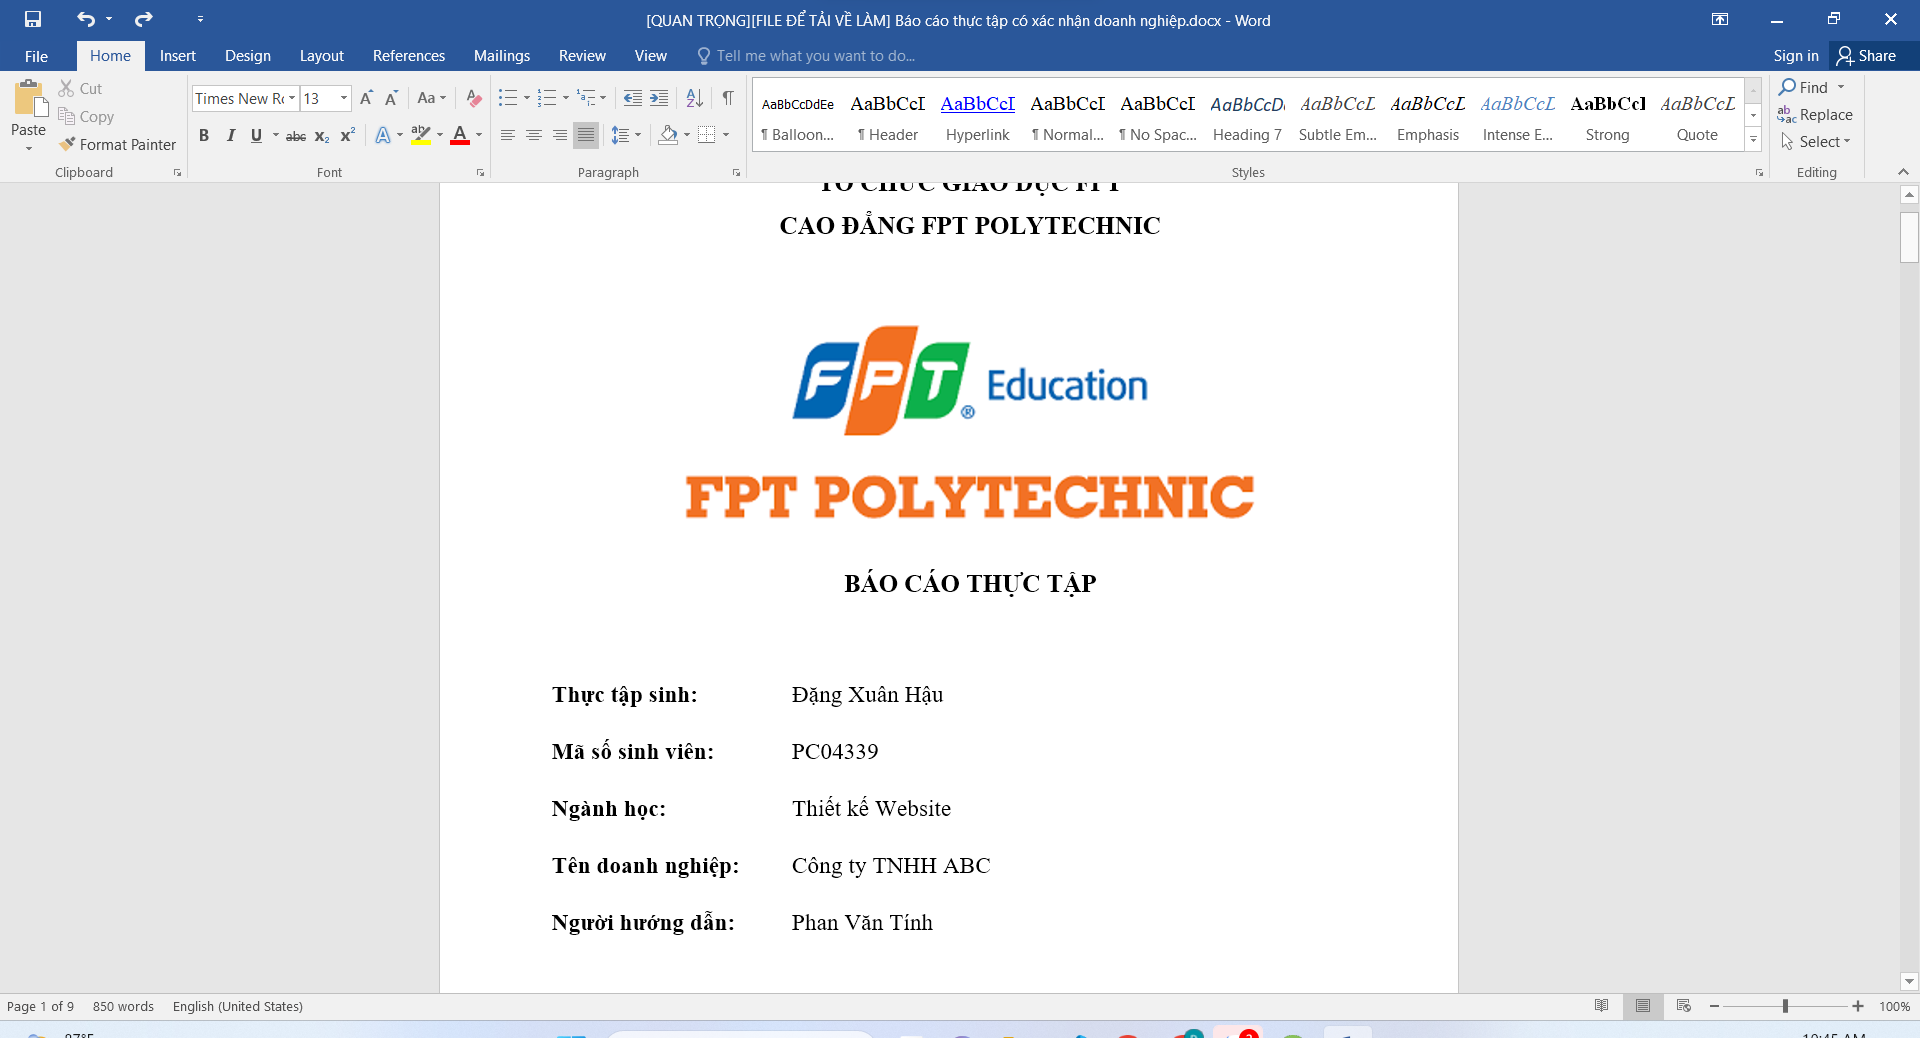 [QUAN TRỌNG][FILE ĐỂ TẢI VỀ LÀM] Báo cáo thực tập có xác nhận doanh nghiệp.docx - Word
File Home Insert Design Layout References Mailings Review View Tell me what you want to do... Sign in Share
Cut
Copy
Format Painter
Paste
Clipboard
Times New Ro 13
Font
Paragraph
AaBbCcDdEe AaBbCcI AaBbCcI AaBbCcI AaBbCcI AaBbCcD AaBbCcL AaBbCcL AaBbCcL AaBbCcI AaBbCcL
¶ Balloon... ¶ Header Hyperlink ¶ Normal... ¶ No Spac... Heading 7 Subtle Em... Emphasis Intense E... Strong Quote
Styles
Find
Replace
Select
Editing
TỔ CHỨC GIÁO DỤC FPT
CAO ĐẲNG FPT POLYTECHNIC
FPT® Education
FPT POLYTECHNIC
BÁO CÁO THỰC TẬP
Thực tập sinh: Đặng Xuân Hậu
Mã số sinh viên: PC04339
Ngành học: Thiết kế Website
Tên doanh nghiệp: Công ty TNHH ABC
Người hướng dẫn: Phan Văn Tính
Page 1 of 9 850 words English (United States) 100%